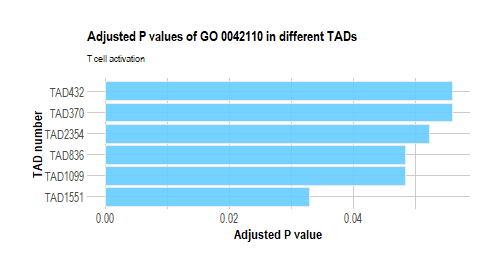 Adjusted P values of GO 0042110 in different TADs
T cell activation
TAD number
TAD432
TAD370
TAD2354
TAD836
TAD1099
TAD1551
0.00 0.02 0.04
Adjusted P value